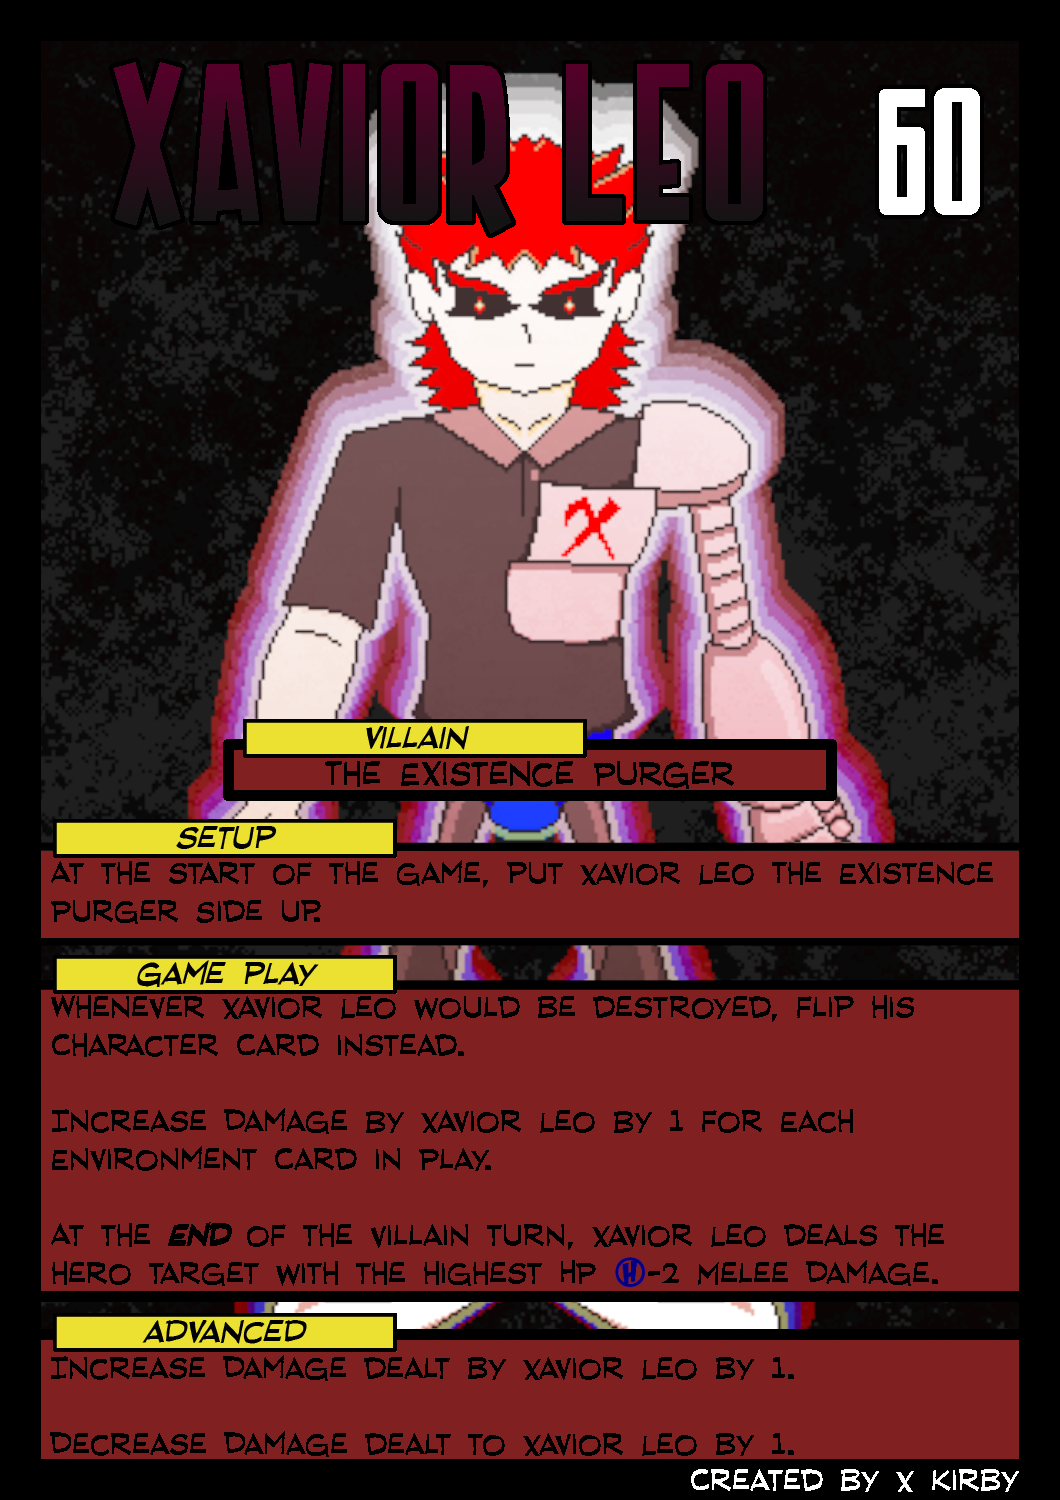 XAVIOR LEO 60
X
VILLAIN
THE EXISTENCE PURGER
SETUP
AT THE START OF THE GAME, PUT XAVIOR LEO THE EXISTENCE
PURGER SIDE UP.
GAME PLAY
WHENEVER XAVIOR LEO WOULD BE DESTROYED, FLIP HIS
CHARACTER CARD INSTEAD.
INCREASE DAMAGE BY XAVIOR LEO BY 1 FOR EACH
ENVIRONMENT CARD IN PLAY.
AT THE END OF THE VILLAIN TURN, XAVIOR LEO DEALS THE
HERO TARGET WITH THE HIGHEST HP H-2 MELEE DAMAGE.
ADVANCED
INCREASE DAMAGE DEALT BY XAVIOR LEO BY 1.
DECREASE DAMAGE DEALT TO XAVIOR LEO BY 1.
CREATED BY X KIRBY